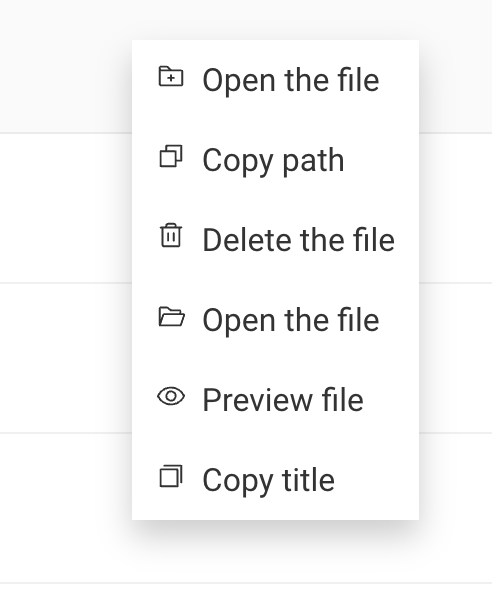 Open the file
Copy path
Delete the file
Open the file
Preview file
Copy title